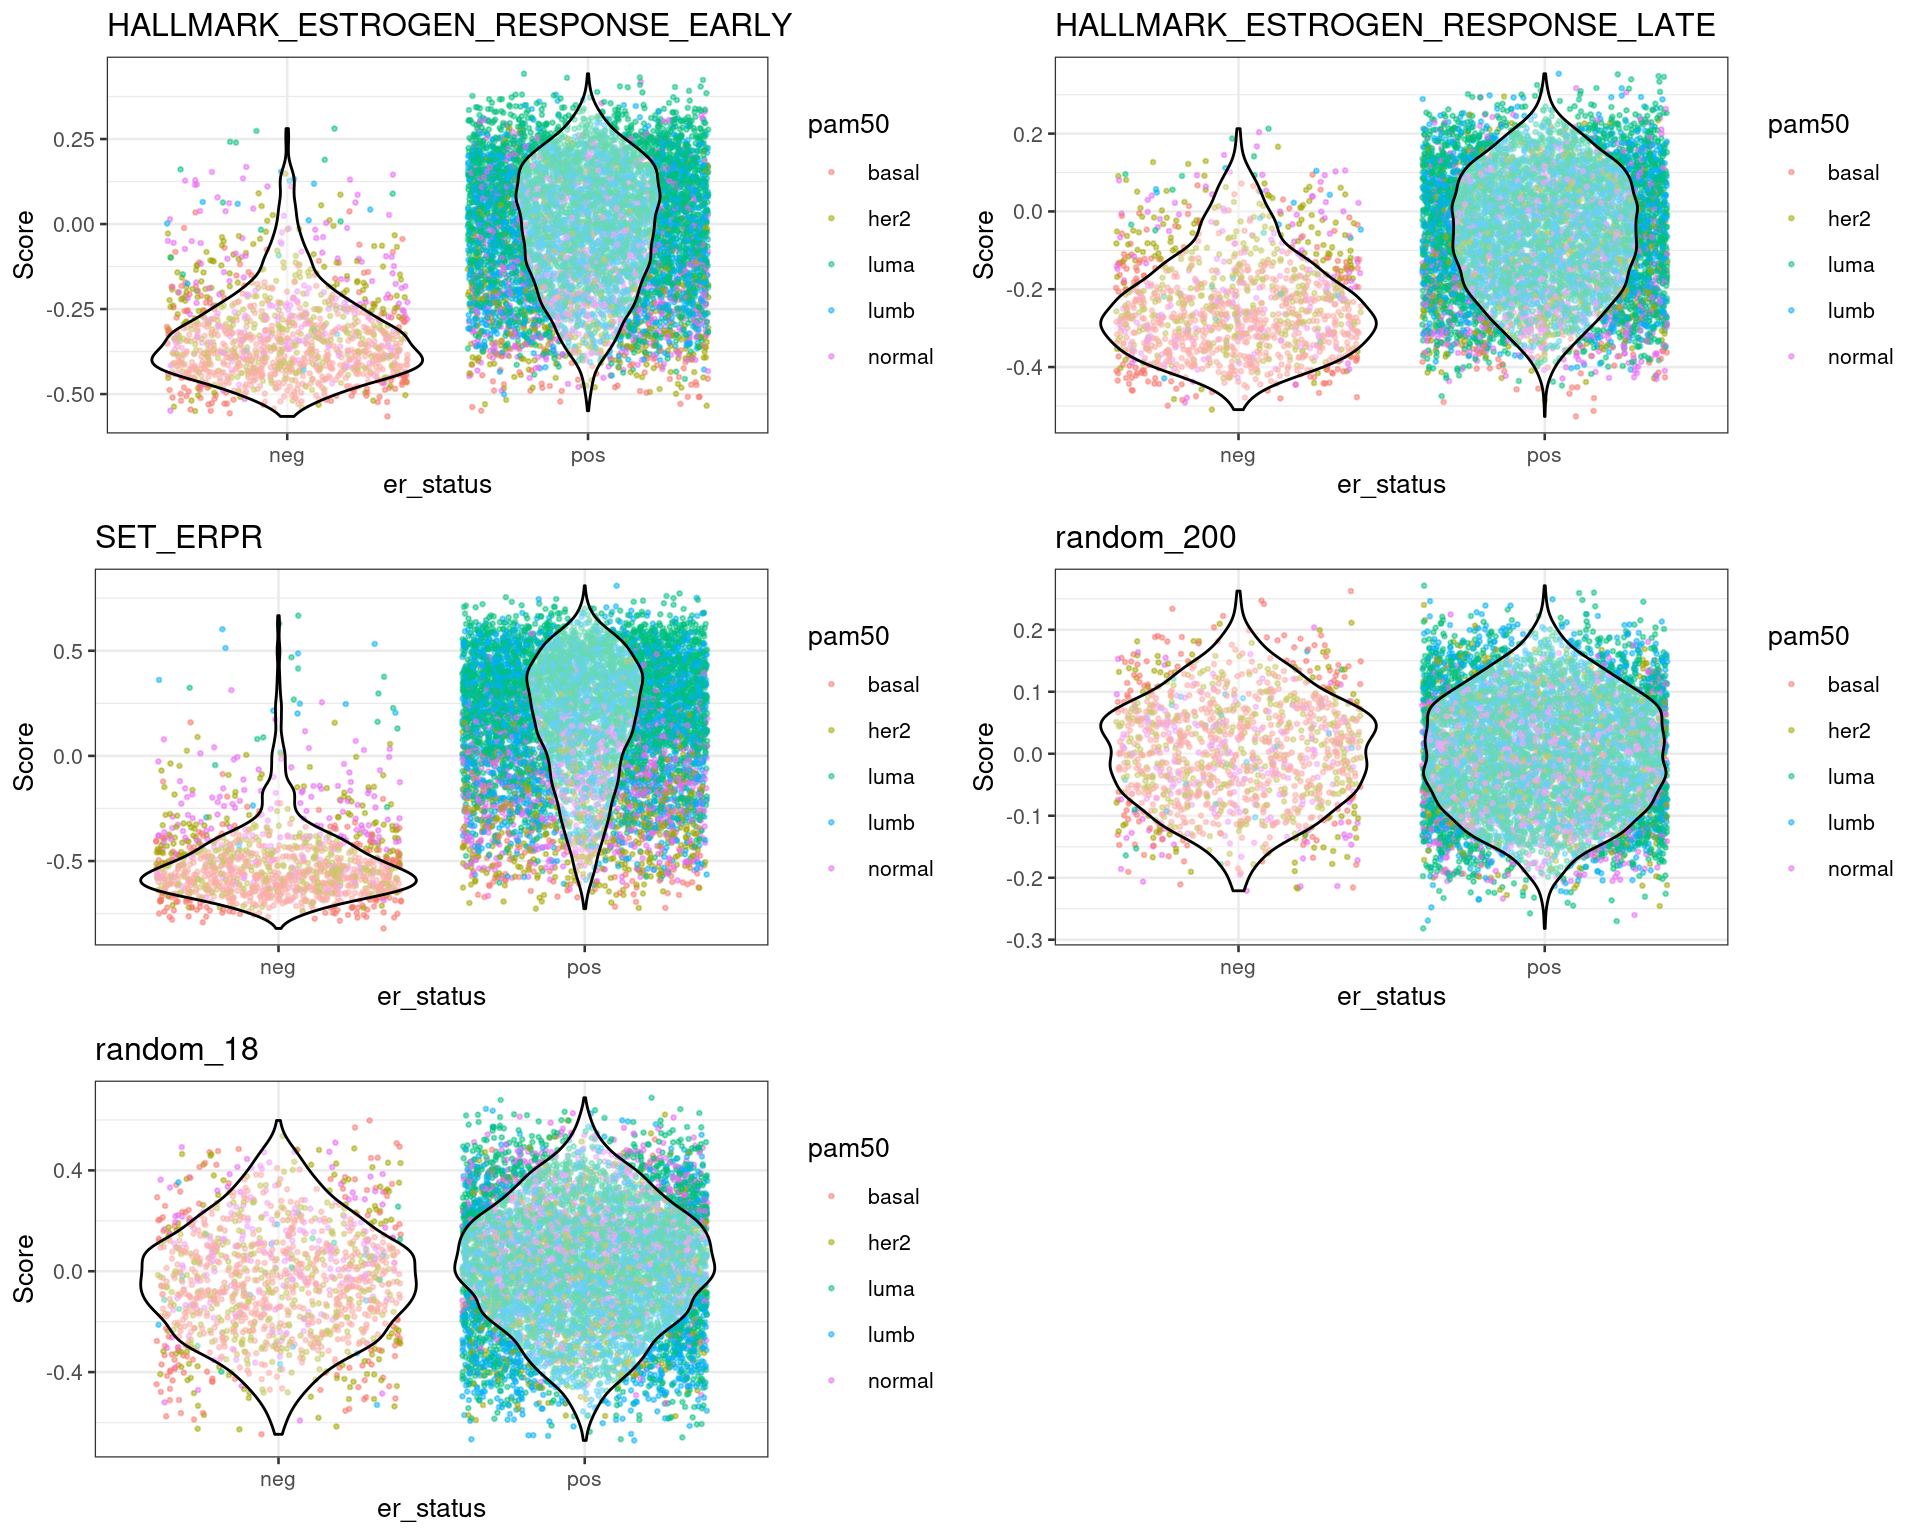 HALLMARK_ESTROGEN_RESPONSE_EARLY
Score
0.25
0.00
-0.25
-0.50
neg
pos
er_status
pam50
basal
her2
luma
lumb
normal
HALLMARK_ESTROGEN_RESPONSE_LATE
Score
0.2
0.0
-0.2
-0.4
neg
pos
er_status
pam50
basal
her2
luma
lumb
normal
SET_ERPR
Score
0.5
0.0
-0.5
neg
pos
er_status
pam50
basal
her2
luma
lumb
normal
random_200
Score
0.2
0.1
0.0
-0.1
-0.2
-0.3
neg
pos
er_status
pam50
basal
her2
luma
lumb
normal
random_18
Score
0.4
0.0
-0.4
neg
pos
er_status
pam50
basal
her2
luma
lumb
normal